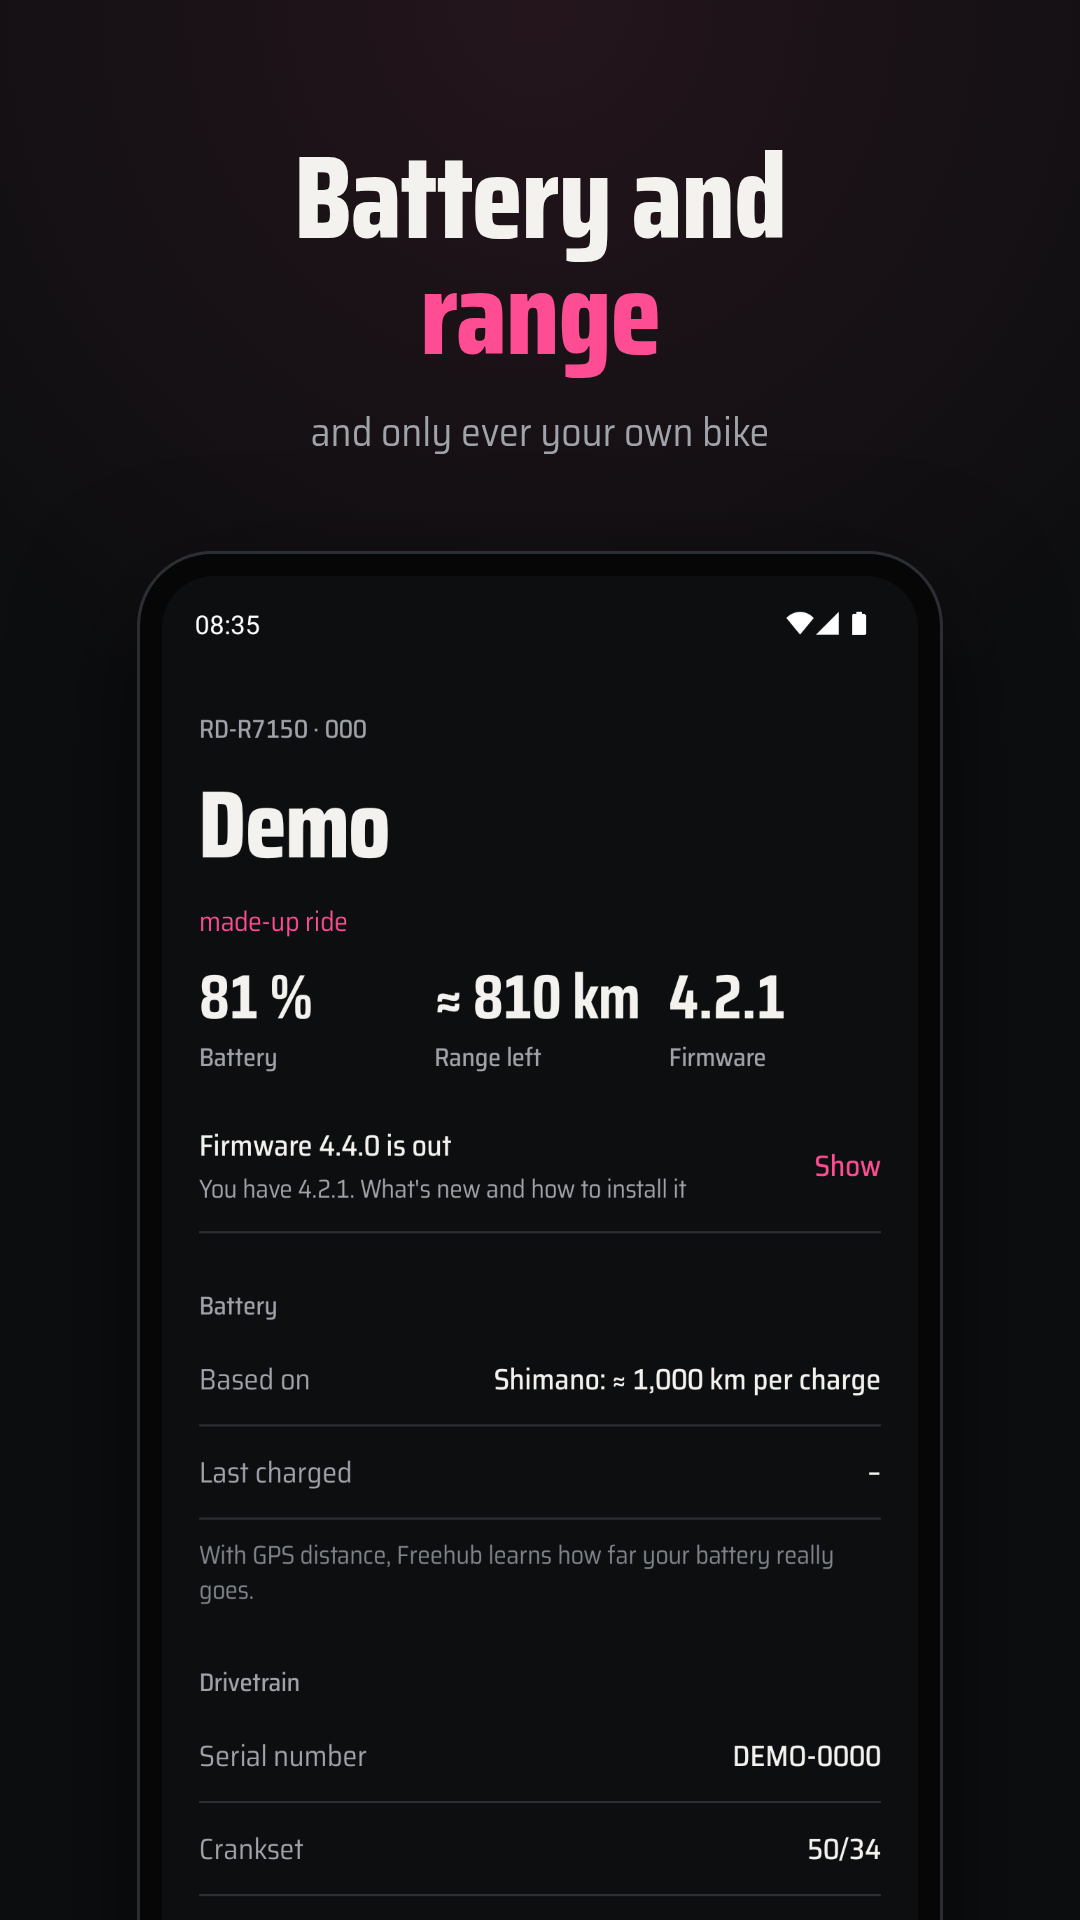 Battery and
range
and only ever your own bike
08:35
RD-R7150 · 000
Demo
made-up ride
81 % ≈ 810 km 4.2.1
Battery Range left Firmware
Firmware 4.4.0 is out
Show
You have 4.2.1. What's new and how to install it
Battery
Based on Shimano: ≈ 1,000 km per charge
Last charged –
With GPS distance, Freehub learns how far your battery really
goes.
Drivetrain
Serial number DEMO-0000
Crankset 50/34